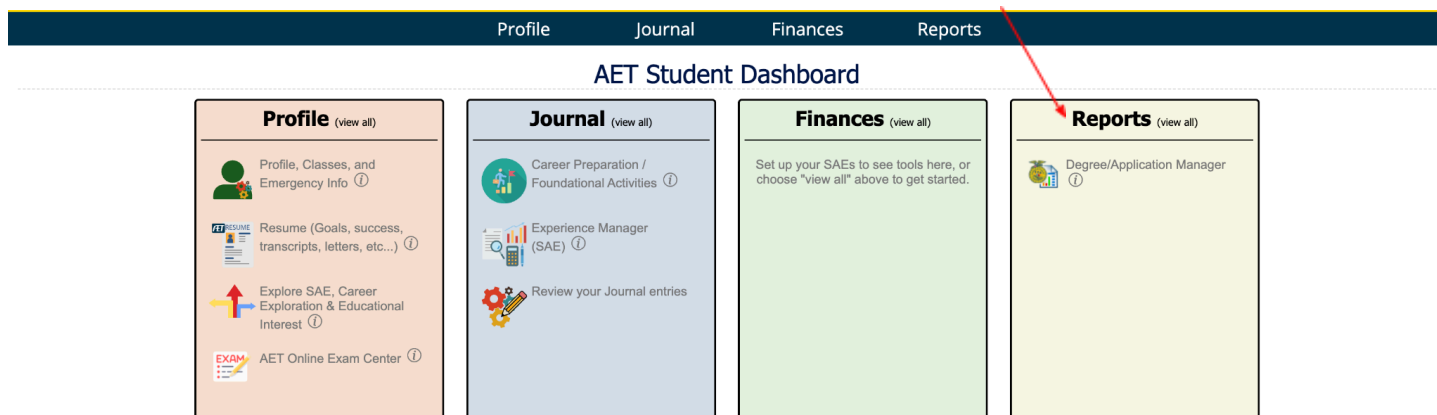 Profile Journal Finances Reports
AET Student Dashboard
Profile (view all)
Profile, Classes, and
Emergency Info i
ÆT RESUME
Resume (Goals, success,
transcripts, letters, etc...) i
Explore SAE, Career
Exploration & Educational
Interest i
EXAM
AET Online Exam Center i
Journal (view all)
Career Preparation /
Foundational Activities i
Experience Manager
(SAE) i
Review your Journal entries
Finances (view all)
Set up your SAEs to see tools here, or
choose "view all" above to get started.
Reports (view all)
Degree/Application Manager
i